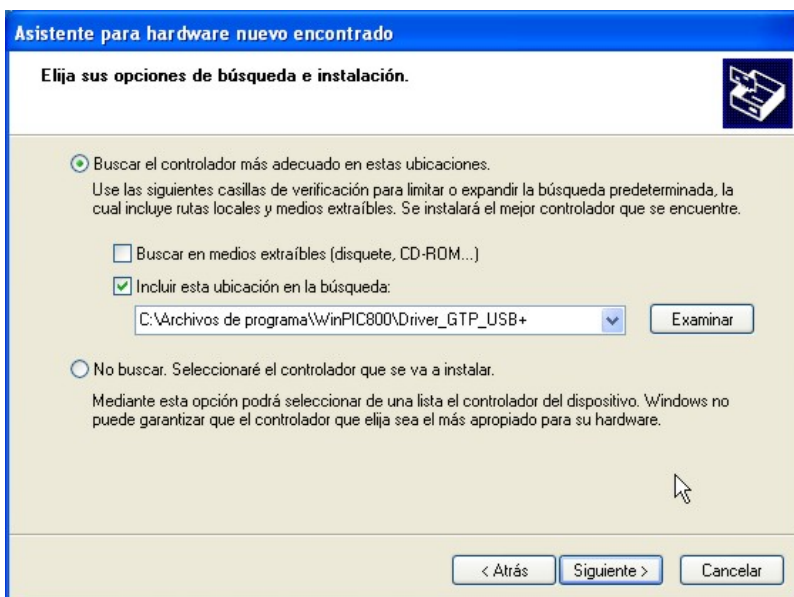 Asistente para hardware nuevo encontrado
Elija sus opciones de búsqueda e instalación.
Buscar el controlador más adecuado en estas ubicaciones.
Use las siguientes casillas de verificación para limitar o expandir la búsqueda predeterminada, la
cual incluye rutas locales y medios extraíbles. Se instalará el mejor controlador que se encuentre.
Buscar en medios extraíbles (disquete, CD-ROM...)
Incluir esta ubicación en la búsqueda:
C:\Archivos de programa\WinPIC800\Driver_GTP_USB+
Examinar
No buscar. Seleccionaré el controlador que se va a instalar.
Mediante esta opción podrá seleccionar de una lista el controlador del dispositivo. Windows no
puede garantizar que el controlador que elija sea el más apropiado para su hardware.
< Atrás
Siguiente >
Cancelar